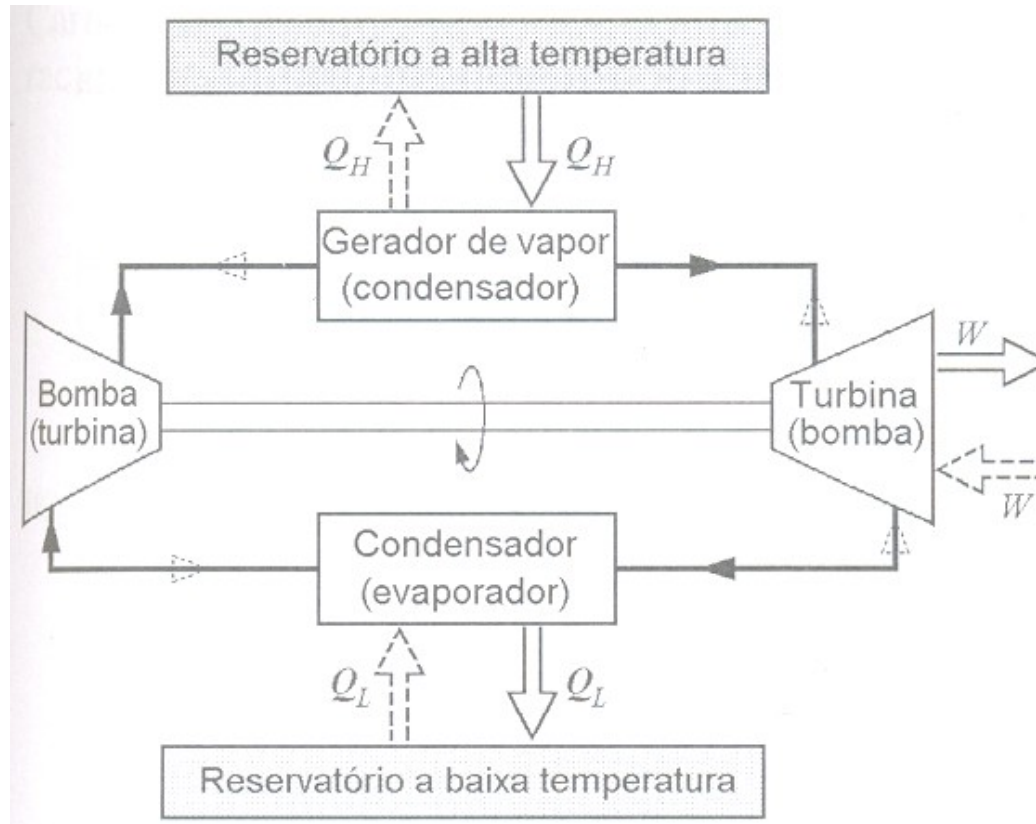 Reservatório a alta temperatura
Q_H
Q_H
Gerador de vapor
(condensador)
Bomba
(turbina)
Turbina
(bomba)
W
W
Condensador
(evaporador)
Q_L
Q_L
Reservatório a baixa temperatura